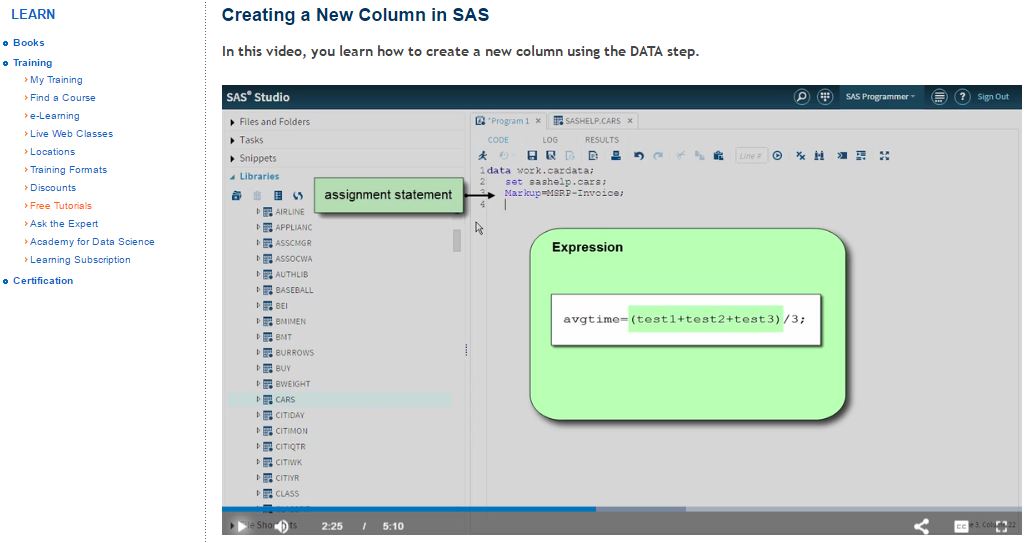 LEARN
Books
Training
My Training
Find a Course
e-Learning
Live Web Classes
Locations
Training Formats
Discounts
Free Tutorials
Ask the Expert
Academy for Data Science
Learning Subscription
Certification
Creating a New Column in SAS
In this video, you learn how to create a new column using the DATA step.
SAS® Studio
SAS Programmer
? Sign Out
Files and Folders
Tasks
Snippets
Libraries
AIRLINE
APPLIANC
ASSCMGR
ASSOCWA
AUTHLIB
BASEBALL
BEI
BMIMEN
BMT
BURROWS
BUY
BWEIGHT
CARS
CITIDAY
CITIMON
CITIQTR
CITIWK
CITIYR
CLASS
*Program 1 × SASHELP.CARS ×
CODE LOG RESULTS
Line #
1 data work.cardata;
2 set sashelp.cars;
3 Markup=MSRP-Invoice;
4
assignment statement
Expression
avgtime=(test1+test2+test3)/3;
2:25 / 5:10
CC